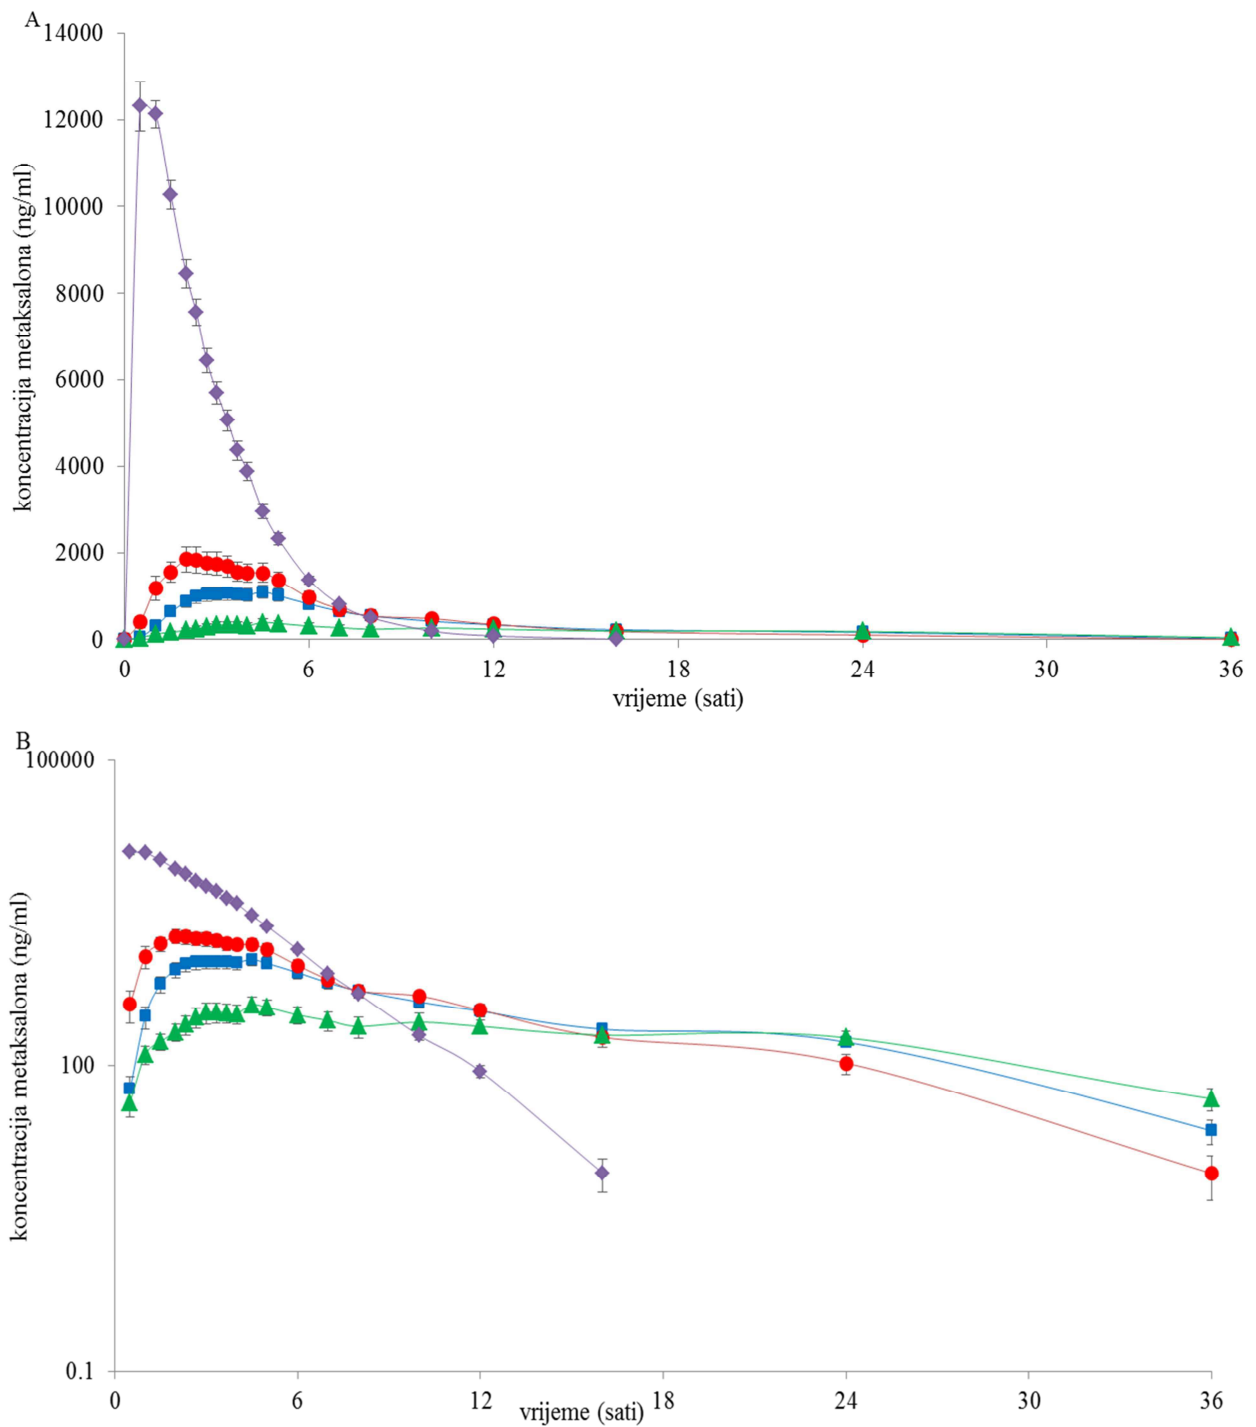 A
14000
12000
10000
8000
6000
4000
2000
0
koncentracija metaksalona (ng/ml)
0 6 12 18 24 30 36
vrijeme (sati)
B
100000
100
0.1
koncentracija metaksalona (ng/ml)
0 6 12 18 24 30 36
vrijeme (sati)